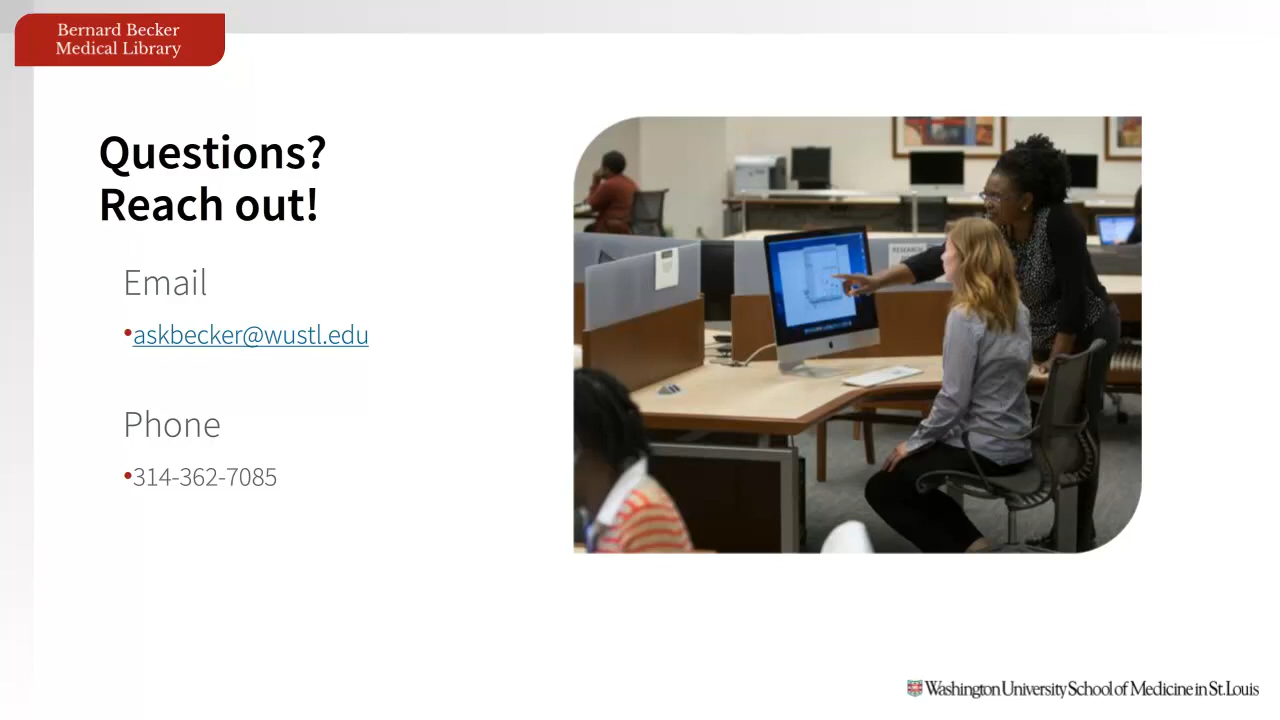 Bernard Becker
Medical Library
Questions?
Reach out!
Email
•askbecker@wustl.edu
Phone
•314-362-7085
RESEARCH
Washington University School of Medicine in St. Louis